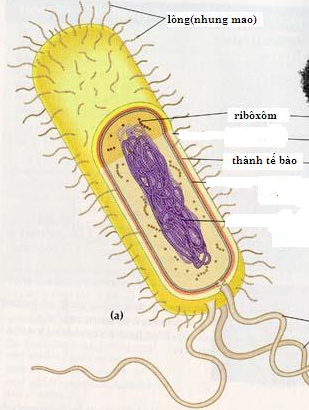 lông(nhung mao)
ribôxôm
thành tế bào
(a)